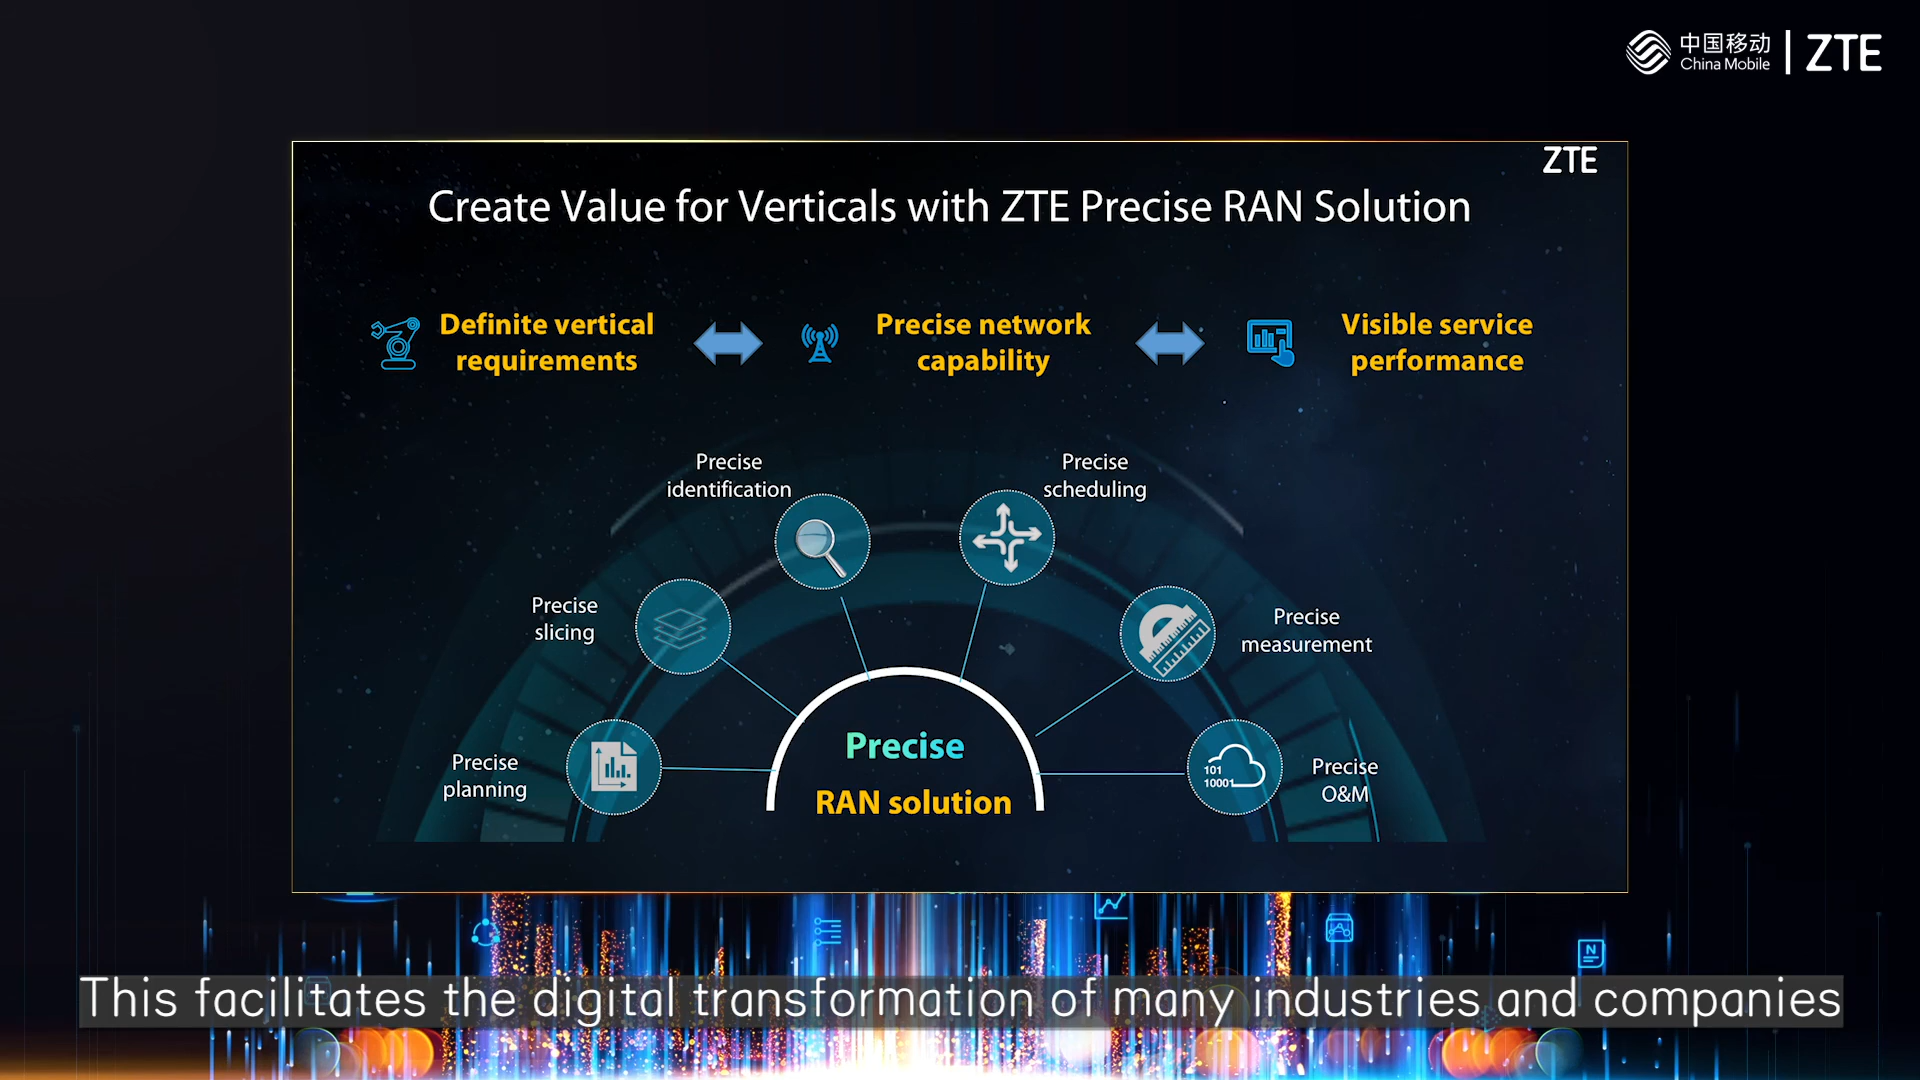 中国移动
China Mobile
ZTE
ZTE
Create Value for Verticals with ZTE Precise RAN Solution
Definite vertical
requirements
Precise network
capability
Visible service
performance
Precise
identification
Precise
scheduling
Precise
slicing
Precise
measurement
Precise
planning
101
10001
Precise
O&M
Precise
RAN solution
N
This facilitates the digital transformation of many industries and companies